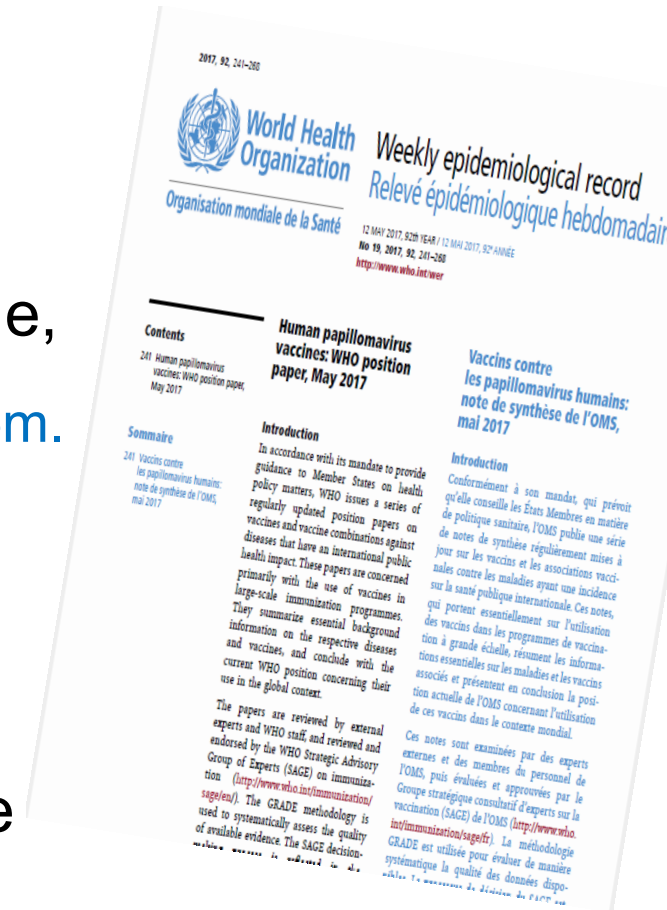 e,
m.
e
2017, 92, 241–268
World Health
Organization
Organisation mondiale de la Santé
Weekly epidemiological record
Relevé épidémiologique hebdomadair
12 MAY 2017, 92th YEAR / 12 MAI 2017, 92e ANNÉE
No 19, 2017, 92, 241–268
http://www.who.int/wer
Contents
241 Human papillomavirus
vaccines: WHO position paper,
May 2017
Sommaire
241 Vaccins contre
les papillomavirus humains:
note de synthèse de l'OMS,
mai 2017
Human papillomavirus
vaccines: WHO position
paper, May 2017
Introduction
In accordance with its mandate to provide
guidance to Member States on health
policy matters, WHO issues a series of
regularly updated position papers on
vaccines and vaccine combinations against
diseases that have an international public
health impact. These papers are concerned
primarily with the use of vaccines in
large-scale immunization programmes.
They summarize essential background
information on the respective diseases
and vaccines, and conclude with the
current WHO position concerning their
use in the global context.
The papers are reviewed by external
experts and WHO staff, and reviewed and
endorsed by the WHO Strategic Advisory
Group of Experts (SAGE) on immuniza-
tion (http://www.who.int/immunization/
sage/en/). The GRADE methodology is
used to systematically assess the quality
of available evidence. The SAGE decision-
Vaccins contre
les papillomavirus humains:
note de synthèse de l'OMS,
mai 2017
Introduction
Conformément à son mandat, qui prévoit
qu'elle conseille les États Membres en matière
de politique sanitaire, l'OMS publie une série
de notes de synthèse régulièrement mises à
jour sur les vaccins et les associations vacci-
nales contre les maladies ayant une incidence
sur la santé publique internationale. Ces notes,
qui portent essentiellement sur l'utilisation
des vaccins dans les programmes de vaccina-
tion à grande échelle, résument les informa-
tions essentielles sur les maladies et les vaccins
associés et présentent en conclusion la posi-
tion actuelle de l'OMS concernant l'utilisation
de ces vaccins dans le contexte mondial.
Ces notes sont examinées par des experts
externes et des membres du personnel de
l'OMS, puis évaluées et approuvées par le
Groupe stratégique consultatif d'experts sur la
vaccination (SAGE) de l'OMS (http://www.who.
int/immunization/sage/fr). La méthodologie
GRADE est utilisée pour évaluer de manière
systématique la qualité des données dispo-